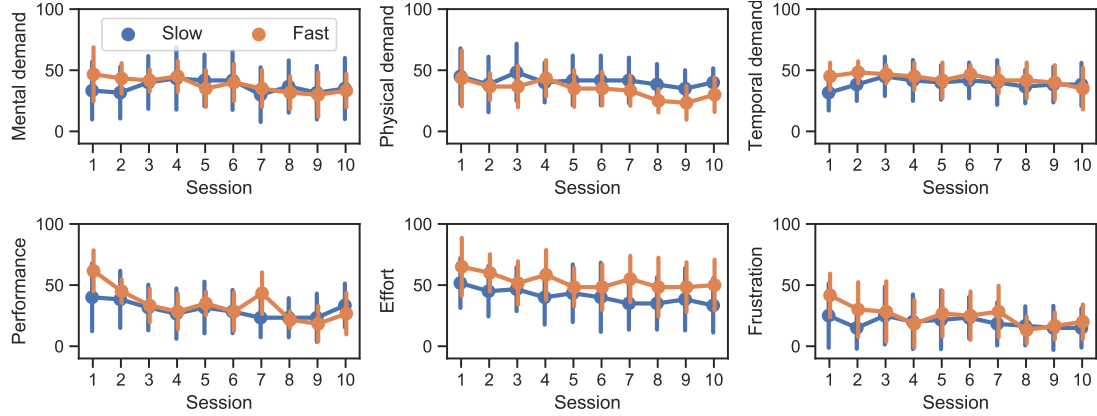 Mental demand
100
50
0
Slow Fast
1 2 3 4 5 6 7 8 9 10
Session
Physical demand
100
50
0
1 2 3 4 5 6 7 8 9 10
Session
Temporal demand
100
50
0
1 2 3 4 5 6 7 8 9 10
Session
Performance
100
50
0
1 2 3 4 5 6 7 8 9 10
Session
Effort
100
50
0
1 2 3 4 5 6 7 8 9 10
Session
Frustration
100
50
0
1 2 3 4 5 6 7 8 9 10
Session